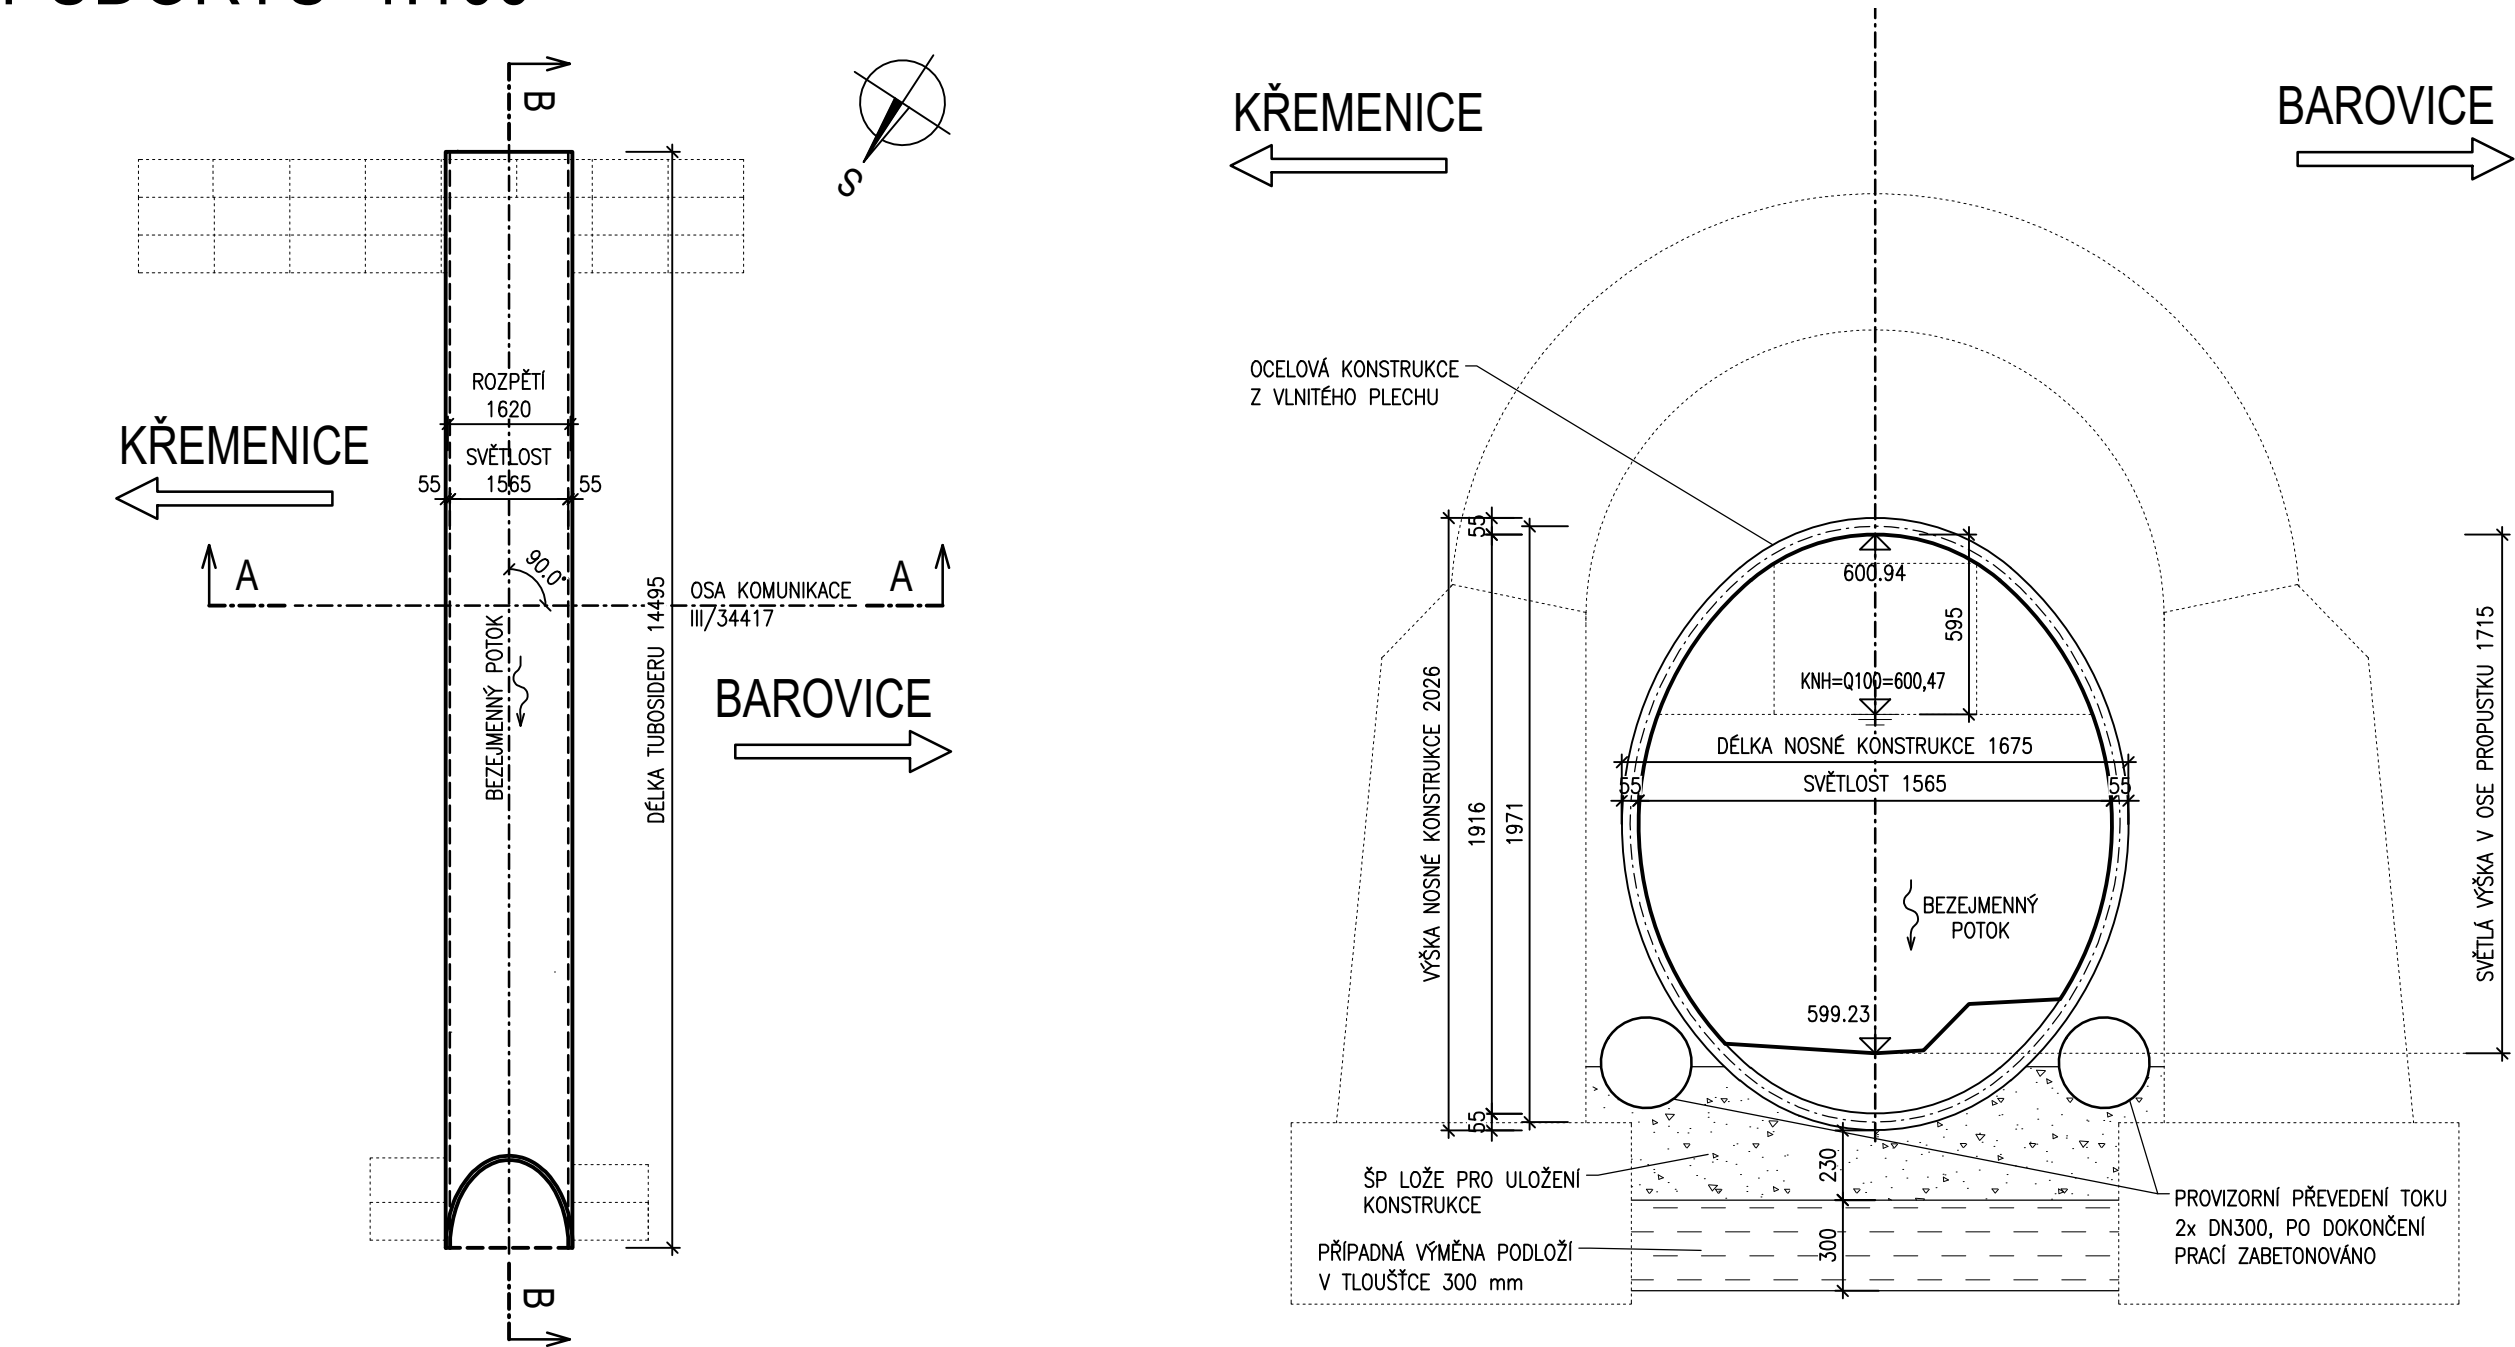 B
S
ROZPĚTÍ
1620
KŘEMENICE
SVĚTLOST
55 1565 55
A
90.0°
A
OSA KOMUNIKACE
III/34417
BEZEJMENNÝ POTOK
DÉLKA TUBOSIDERU 14495
BAROVICE
B
KŘEMENICE
BAROVICE
OCELOVÁ KONSTRUKCE
Z VLNITÉHO PLECHU
55
600.94
595
KNH=Q100=600,47
DÉLKA NOSNÉ KONSTRUKCE 1675
SVĚTLOST 1565
55
55
VÝŠKA NOSNÉ KONSTRUKCE 2026
1916
1971
SVĚTLÁ VÝŠKA V OSE PROPUSTKU 1715
BEZEJMENNÝ
POTOK
599.23
55
230
300
ŠP LOŽE PRO ULOŽENÍ
KONSTRUKCE
PŘÍPADNÁ VÝMĚNA PODLOŽÍ
V TLOUŠŤCE 300 mm
PROVIZORNÍ PŘEVEDENÍ TOKU
2x DN300, PO DOKONČENÍ
PRACÍ ZABETONOVÁNO